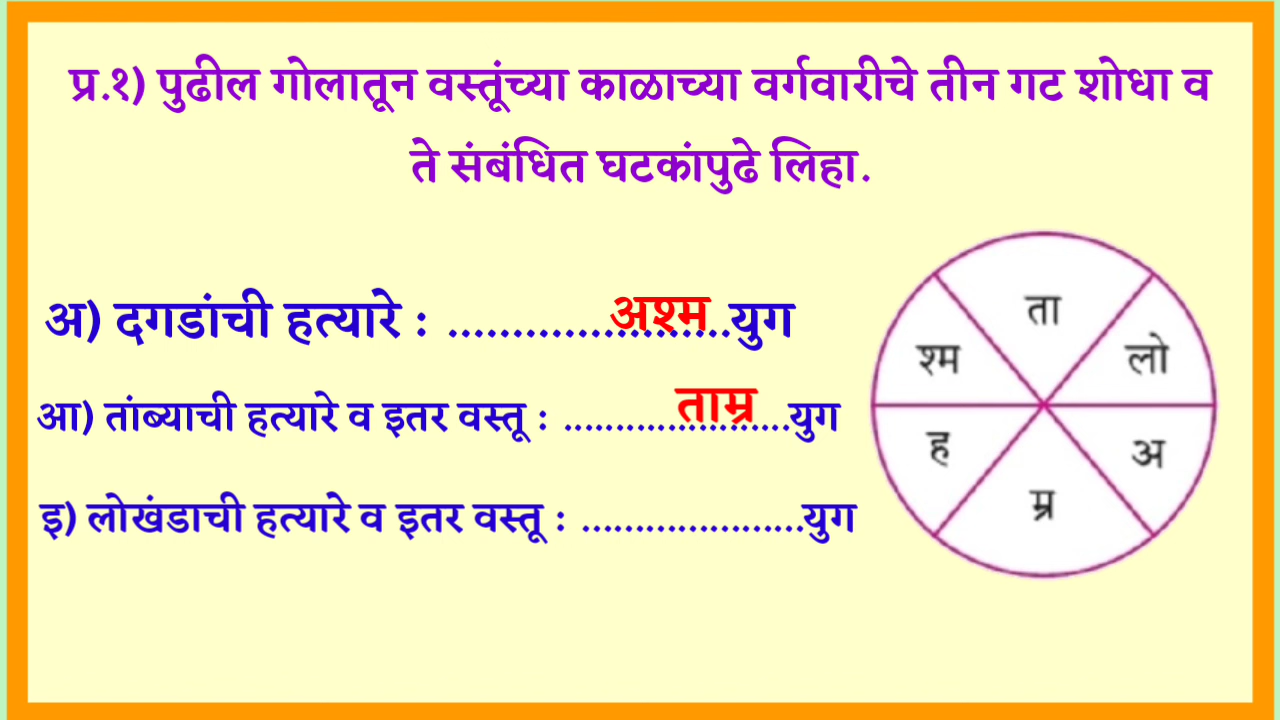 प्र.१) पुढील गोलातून वस्तूंच्या काळाच्या वर्गवारीचे तीन गट शोधा व
ते संबंधित घटकांपुढे लिहा.
अ) दगडांची हत्यारे : ......................युग
अश्म
आ) तांब्याची हत्यारे व इतर वस्तू : ......................युग
ताम्र
इ) लोखंडाची हत्यारे व इतर वस्तू : .....................युग
ता
लो
श्म
ह
अ
म्र